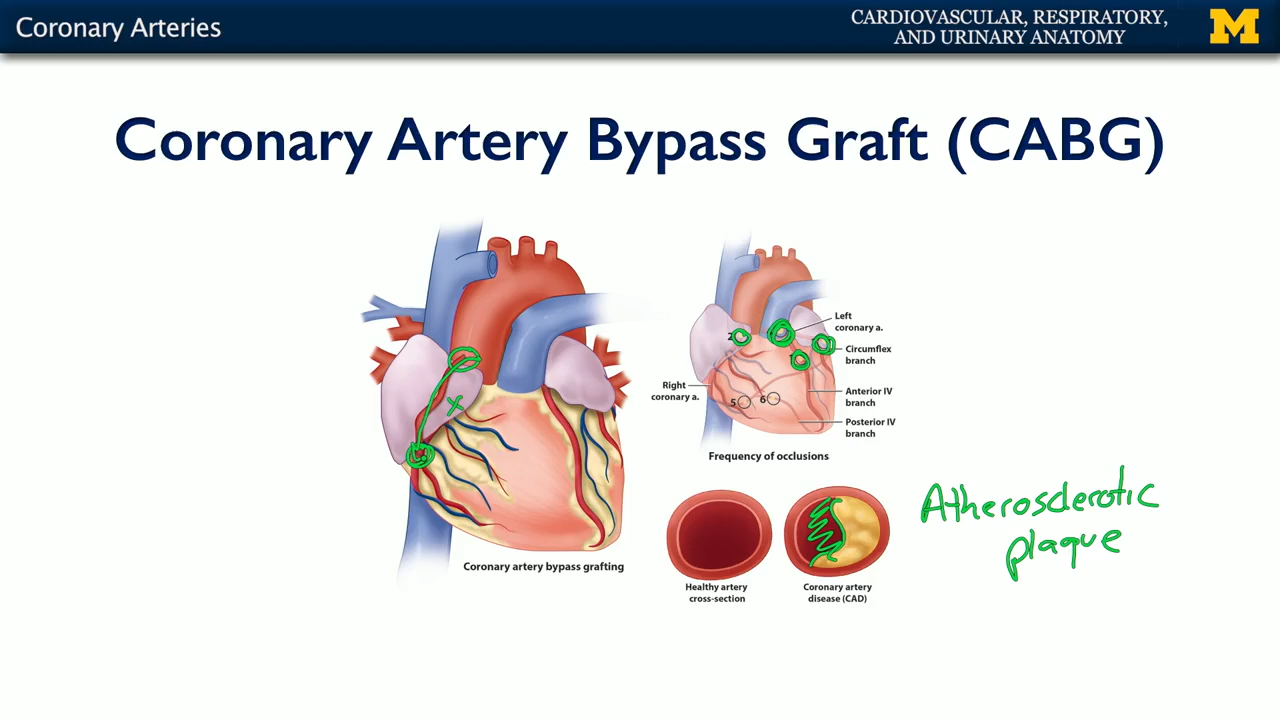 Coronary Arteries
CARDIOVASCULAR, RESPIRATORY,
AND URINARY ANATOMY
M
Coronary Artery Bypass Graft (CABG)
x
Coronary artery bypass grafting
Left
coronary a.
2
Circumflex
branch
1
Right
coronary a.
Anterior IV
branch
5
6
Posterior IV
branch
Frequency of occlusions
Healthy artery
cross-section
Coronary artery
disease (CAD)
Atherosclerotic
plaque